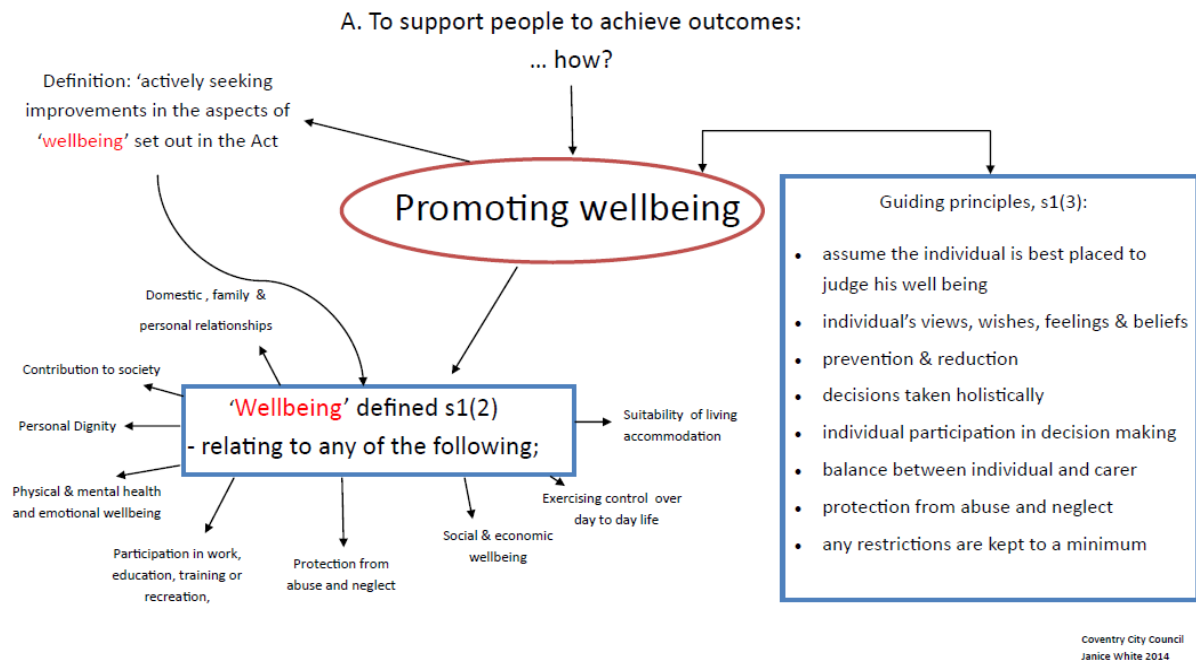 A. To support people to achieve outcomes:
... how?
Definition: ‘actively seeking
improvements in the aspects of
‘wellbeing’ set out in the Act
Promoting wellbeing
Guiding principles, s1(3):
• assume the individual is best placed to
judge his well being
• individual’s views, wishes, feelings & beliefs
• prevention & reduction
• decisions taken holistically
• individual participation in decision making
• balance between individual and carer
• protection from abuse and neglect
• any restrictions are kept to a minimum
Domestic , family &
personal relationships
Contribution to society
Personal Dignity
Physical & mental health
and emotional wellbeing
‘Wellbeing’ defined s1(2)
- relating to any of the following;
Suitability of living
accommodation
Exercising control over
day to day life
Social & economic
wellbeing
Protection from
abuse and neglect
Participation in work,
education, training or
recreation,
Coventry City Council
Janice White 2014